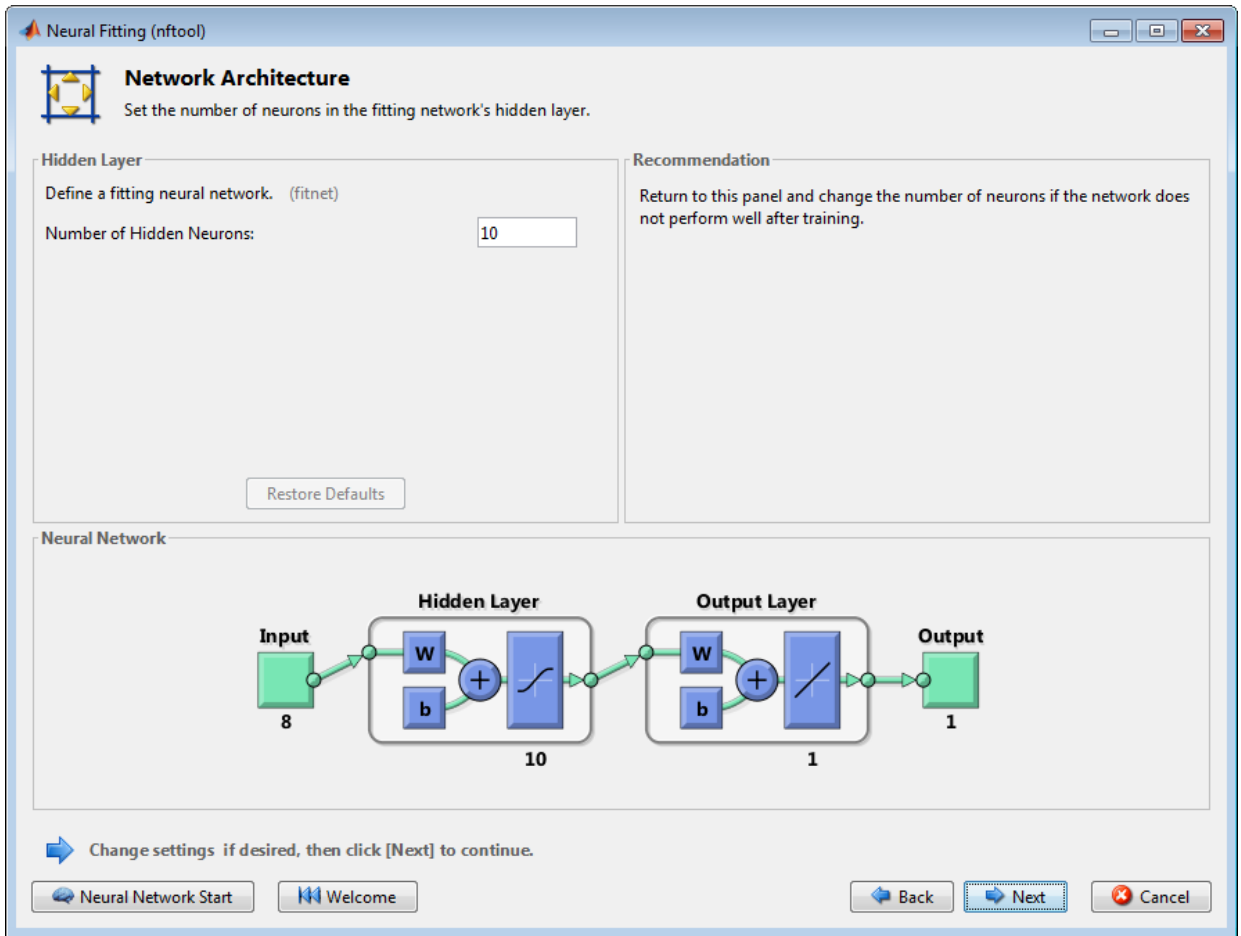 Neural Fitting (nftool)
Network Architecture
Set the number of neurons in the fitting network's hidden layer.
Hidden Layer
Define a fitting neural network. (fitnet)
Number of Hidden Neurons:
10
Restore Defaults
Recommendation
Return to this panel and change the number of neurons if the network does
not perform well after training.
Neural Network
Hidden Layer
Output Layer
Input
W
b
+
W
b
+
Output
8
10
1
1
Change settings if desired, then click [Next] to continue.
Neural Network Start
Welcome
Back
Next
Cancel